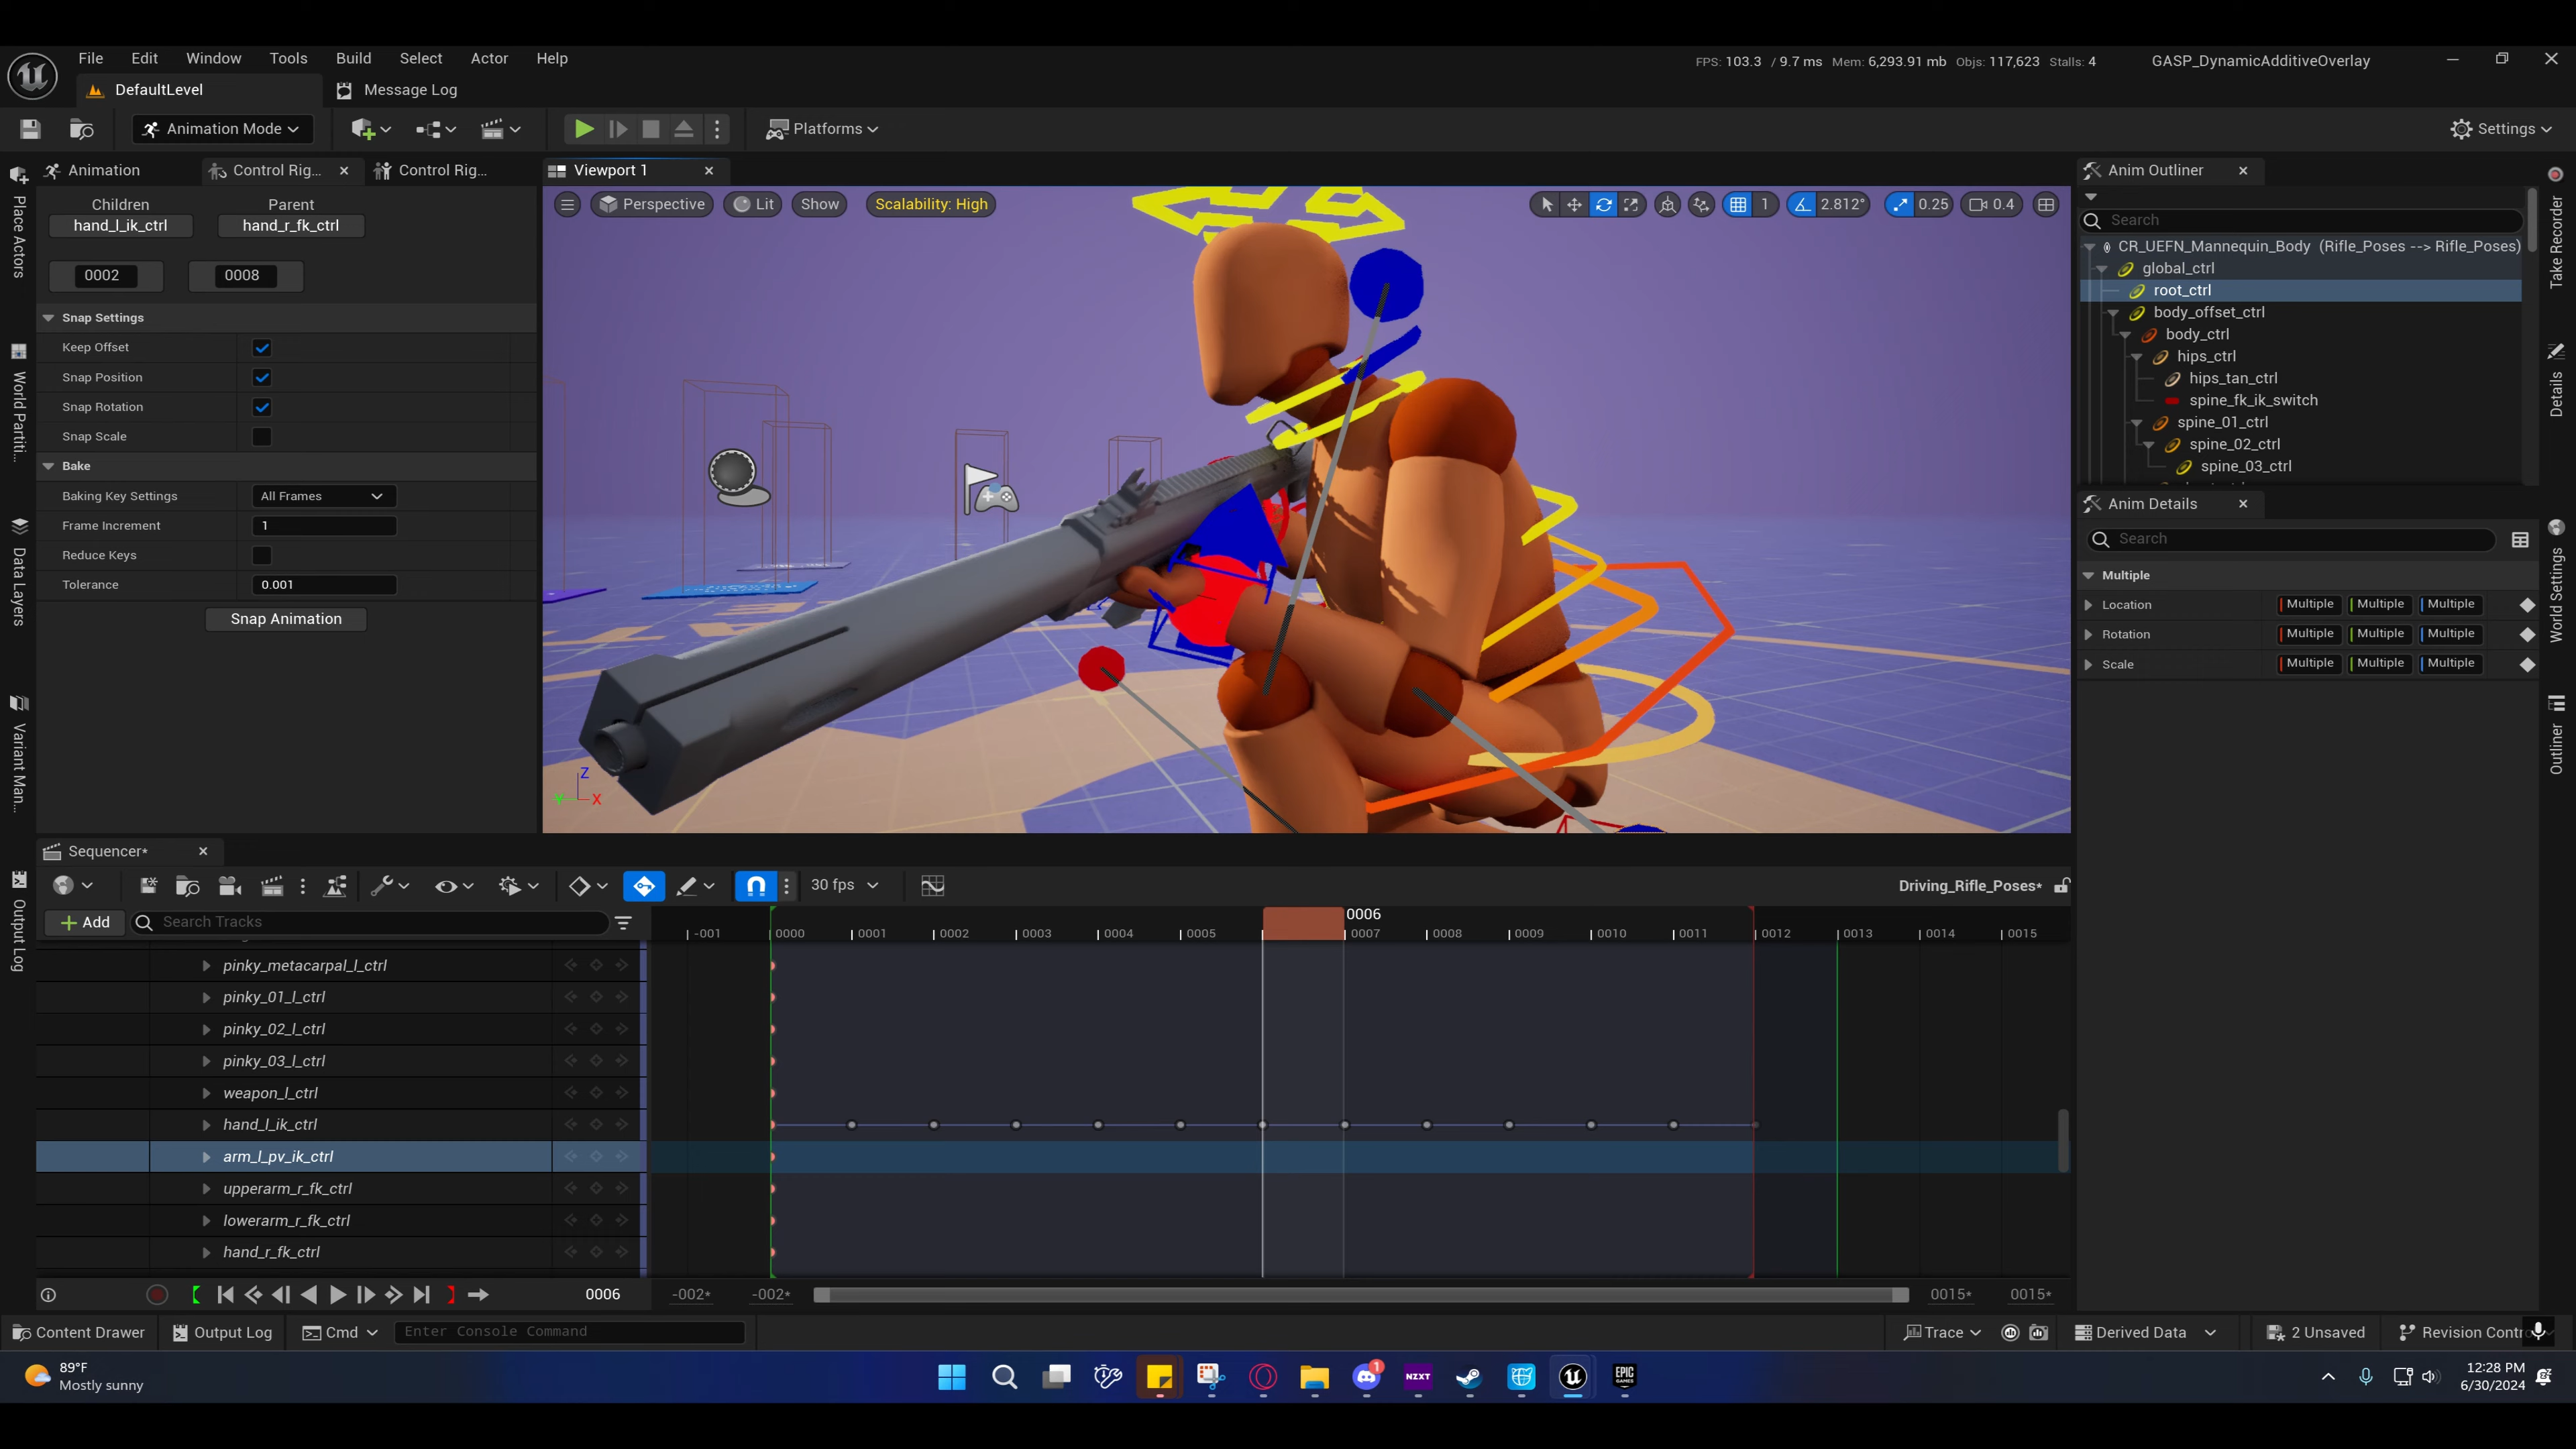 File Edit Window Tools Build Select Actor Help
FPS: 103.3 / 9.7 ms Mem: 6,293.91 mb Objs: 117,623 Stalls: 4
GASP_DynamicAdditiveOverlay
DefaultLevel
Message Log
Animation Mode
Platforms
Settings
Place Actors
World Partiti...
Data Layers
Variant Man...
Output Log
Animation
Control Rig...
Control Rig...
Children
Parent
hand_l_ik_ctrl
hand_r_fk_ctrl
0002
0008
Snap Settings
Keep Offset
Snap Position
Snap Rotation
Snap Scale
Bake
Baking Key Settings
All Frames
Frame Increment
1
Reduce Keys
Tolerance
0.001
Snap Animation
Viewport 1
Perspective
Lit
Show
Scalability: High
1
2.812°
0.25
0.4
Z
Y
X
Anim Outliner
Search
CR_UEFN_Mannequin_Body (Rifle_Poses --> Rifle_Poses)
global_ctrl
root_ctrl
body_offset_ctrl
body_ctrl
hips_ctrl
hips_tan_ctrl
spine_fk_ik_switch
spine_01_ctrl
spine_02_ctrl
spine_03_ctrl
Anim Details
Search
Multiple
Location Multiple Multiple Multiple
Rotation Multiple Multiple Multiple
Scale Multiple Multiple Multiple
Take Recorder
Details
World Settings
Outliner
Sequencer*
30 fps
Driving_Rifle_Poses*
Add
Search Tracks
0006
-001 0000 0001 0002 0003 0004 0005 0007 0008 0009 0010 0011 0012 0013 0014 0015
pinky_metacarpal_l_ctrl
pinky_01_l_ctrl
pinky_02_l_ctrl
pinky_03_l_ctrl
weapon_l_ctrl
hand_l_ik_ctrl
arm_l_pv_ik_ctrl
upperarm_r_fk_ctrl
lowerarm_r_fk_ctrl
hand_r_fk_ctrl
0006
-002*
-002*
0015*
0015*
Content Drawer
Output Log
Cmd
Enter Console Command
Trace
Derived Data
2 Unsaved
Revision Contr
89°F
Mostly sunny
1
NZXT
EPIC
GAMES
12:28 PM
6/30/2024